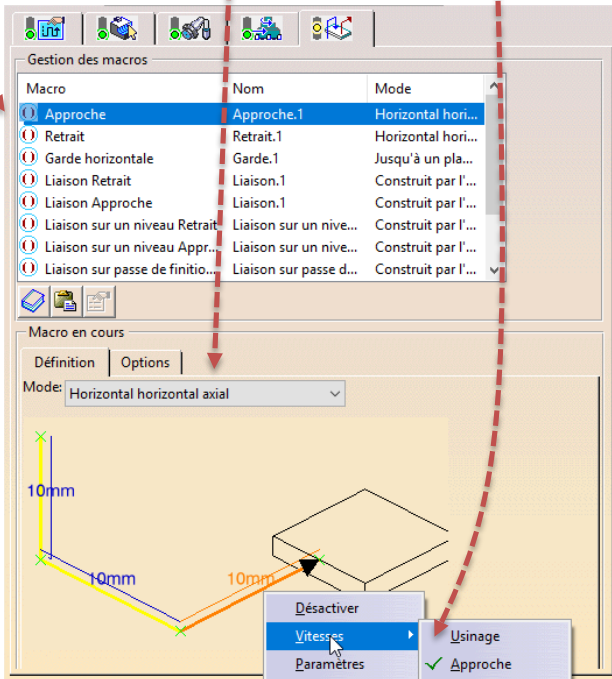 Gestion des macros
Macro Nom Mode
Approche Approche.1 Horizontal hori...
Retrait Retrait.1 Horizontal hori...
Garde horizontale Garde.1 Jusqu'à un pla...
Liaison Retrait Liaison.1 Construit par l'...
Liaison Approche Liaison.1 Construit par l'...
Liaison sur un niveau Retrait Liaison sur un nive... Construit par l'...
Liaison sur un niveau Appr... Liaison sur un nive... Construit par l'...
Liaison sur passe de finitio... Liaison sur passe d... Construit par l'...
Macro en cours
Définition Options
Mode: Horizontal horizontal axial
10mm
10mm 10mm
Désactiver
Vitesses Usinage
Paramètres Approche